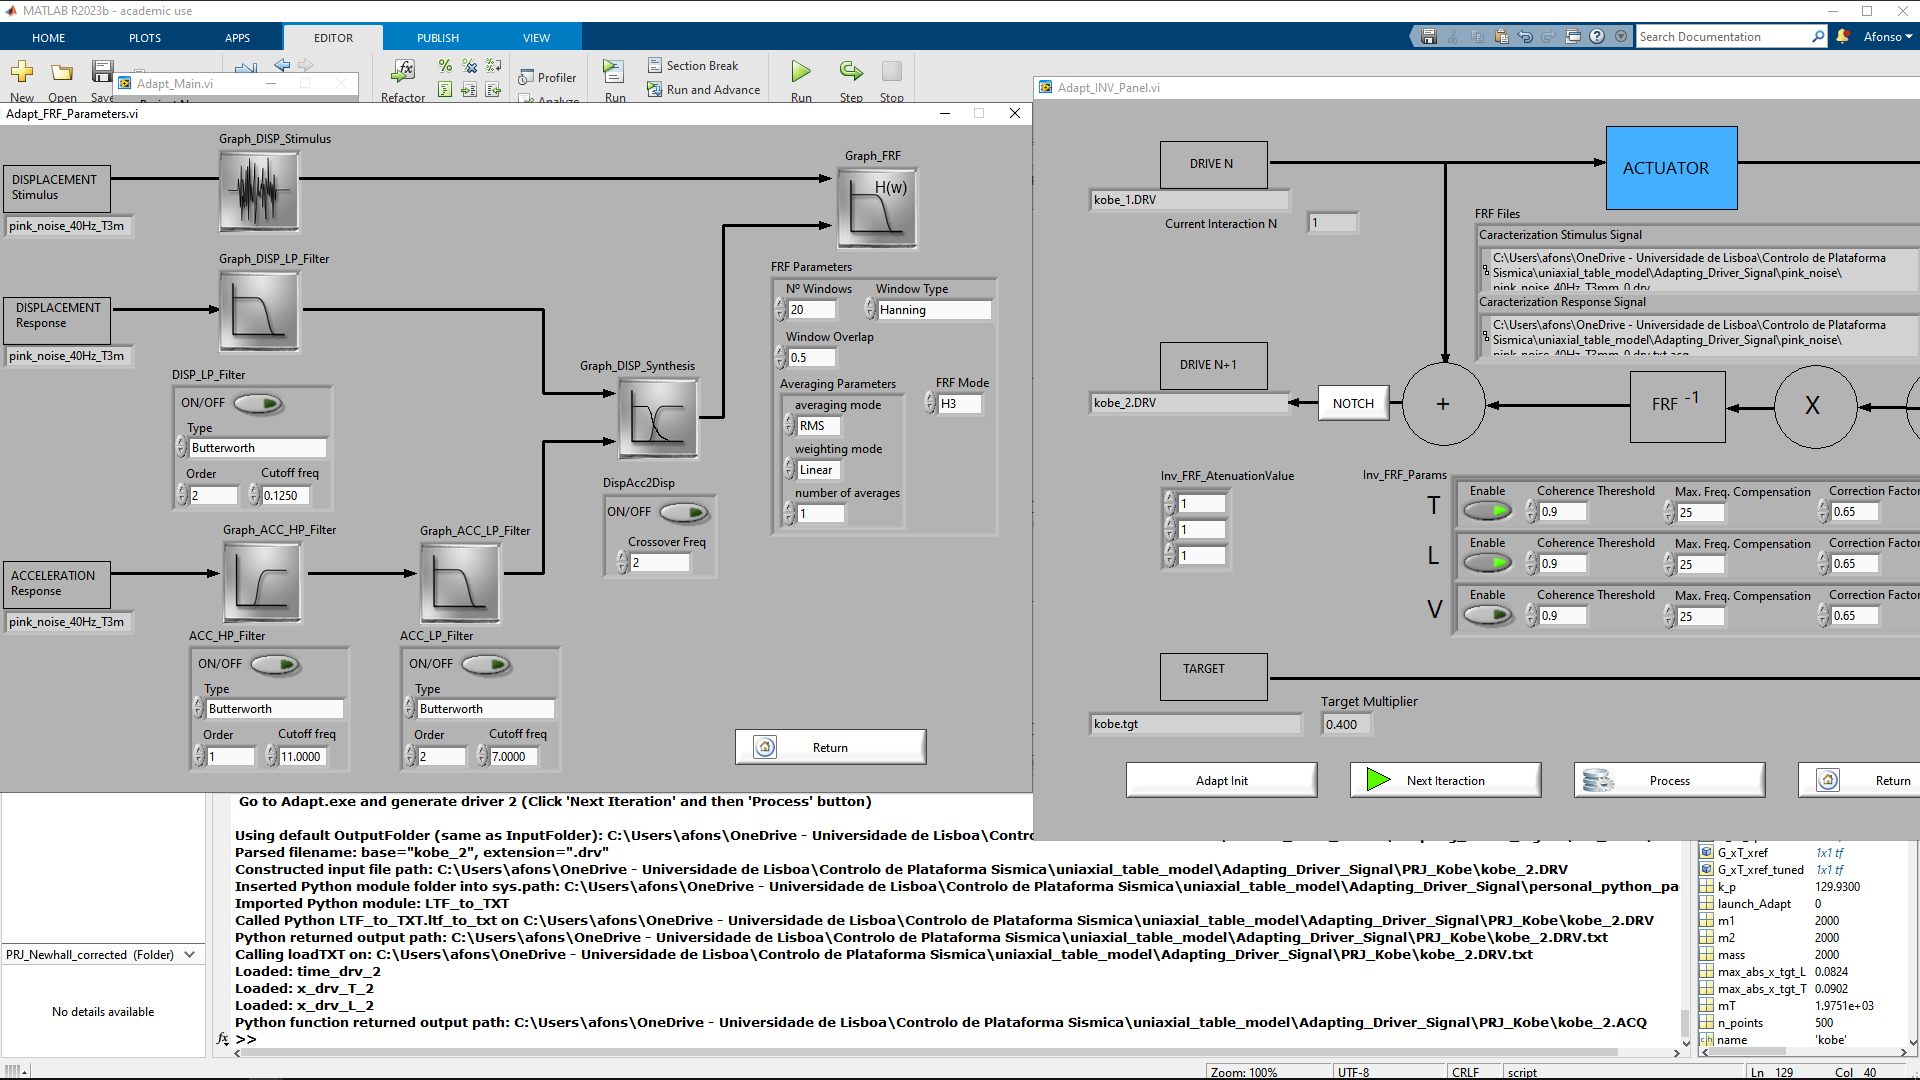 MATLAB R2023b - academic use
HOME PLOTS APPS EDITOR PUBLISH VIEW
Search Documentation
Afonso
New Open Save
Adapt_Main.vi
Refactor
Profiler
Analyze
Section Break
Run and Advance
Run
Run Step Stop
Adapt_FRF_Parameters.vi
Graph_DISP_Stimulus
DISPLACEMENT
Stimulus
pink_noise_40Hz_T3m
Graph_FRF
H(w)
Graph_DISP_LP_Filter
DISPLACEMENT
Response
pink_noise_40Hz_T3m
DISP_LP_Filter
ON/OFF
Type
Butterworth
Order Cutoff freq
2 0.1250
Graph_DISP_Synthesis
DispAcc2Disp
ON/OFF
Crossover Freq
2
FRF Parameters
Nº Windows Window Type
20 Hanning
Window Overlap
0.5
Averaging Parameters
averaging mode
RMS
weighting mode
Linear
number of averages
1
FRF Mode
H3
Graph_ACC_HP_Filter Graph_ACC_LP_Filter
ACCELERATION
Response
pink_noise_40Hz_T3m
ACC_HP_Filter
ON/OFF
Type
Butterworth
Order Cutoff freq
1 11.0000
ACC_LP_Filter
ON/OFF
Type
Butterworth
Order Cutoff freq
2 7.0000
Return
Adapt_INV_Panel.vi
DRIVE N
kobe_1.DRV
Current Interaction N 1
ACTUATOR
FRF Files
Caracterization Stimulus Signal
C:\Users\afons\OneDrive - Universidade de Lisboa\Controlo de Plataforma
Sismica\uniaxial_table_model\Adapting_Driver_Signal\pink_noise\
pink_noise_40Hz_T3mm_0.drv
Caracterization Response Signal
C:\Users\afons\OneDrive - Universidade de Lisboa\Controlo de Plataforma
Sismica\uniaxial_table_model\Adapting_Driver_Signal\pink_noise\
pink_noise_40Hz_T3mm_0.drv.txt.acq
DRIVE N+1
kobe_2.DRV
NOTCH
+
FRF -1
X
Inv_FRF_AtenuationValue
1
1
1
Inv_FRF_Params
T Enable Coherence Thereshold Max. Freq. Compensation Correction Factor
0.9 25 0.65
L Enable Coherence Thereshold Max. Freq. Compensation Correction Factor
0.9 25 0.65
V Enable Coherence Thereshold Max. Freq. Compensation Correction Factor
0.9 25 0.65
TARGET
kobe.tgt
Target Multiplier
0.400
Adapt Init
Next Iteraction
Process
Return
Go to Adapt.exe and generate driver 2 (Click 'Next Iteration' and then 'Process' button)
Using default OutputFolder (same as InputFolder): C:\Users\afons\OneDrive - Universidade de Lisboa\Contro
Parsed filename: base="kobe_2", extension=".drv"
Constructed input file path: C:\Users\afons\OneDrive - Universidade de Lisboa\Controlo de Plataforma Sismica\uniaxial_table_model\Adapting_Driver_Signal\PRJ_Kobe\kobe_2.DRV
Inserted Python module folder into sys.path: C:\Users\afons\OneDrive - Universidade de Lisboa\Controlo de Plataforma Sismica\uniaxial_table_model\Adapting_Driver_Signal\personal_python_pa
Imported Python module: LTF_to_TXT
Called Python LTF_to_TXT.ltf_to_txt on C:\Users\afons\OneDrive - Universidade de Lisboa\Controlo de Plataforma Sismica\uniaxial_table_model\Adapting_Driver_Signal\PRJ_Kobe\kobe_2.DRV
Python returned output path: C:\Users\afons\OneDrive - Universidade de Lisboa\Controlo de Plataforma Sismica\uniaxial_table_model\Adapting_Driver_Signal\PRJ_Kobe\kobe_2.DRV.txt
Calling loadTXT on: C:\Users\afons\OneDrive - Universidade de Lisboa\Controlo de Plataforma Sismica\uniaxial_table_model\Adapting_Driver_Signal\PRJ_Kobe\kobe_2.DRV.txt
Loaded: time_drv_2
Loaded: x_drv_T_2
Loaded: x_drv_L_2
Python function returned output path: C:\Users\afons\OneDrive - Universidade de Lisboa\Controlo de Plataforma Sismica\uniaxial_table_model\Adapting_Driver_Signal\PRJ_Kobe\kobe_2.ACQ
fx >>
PRJ_Newhall_corrected (Folder)
No details available
G_xT_xref 1x1 tf
G_xT_xref_tuned 1x1 tf
k_p 129.9300
launch_Adapt 0
m1 2000
m2 2000
mass 2000
max_abs_x_tgt_L 0.0824
max_abs_x_tgt_T 0.0902
mT 1.9751e+03
n_points 500
name 'kobe'
Zoom: 100% UTF-8 CRLF script Ln 129 Col 40